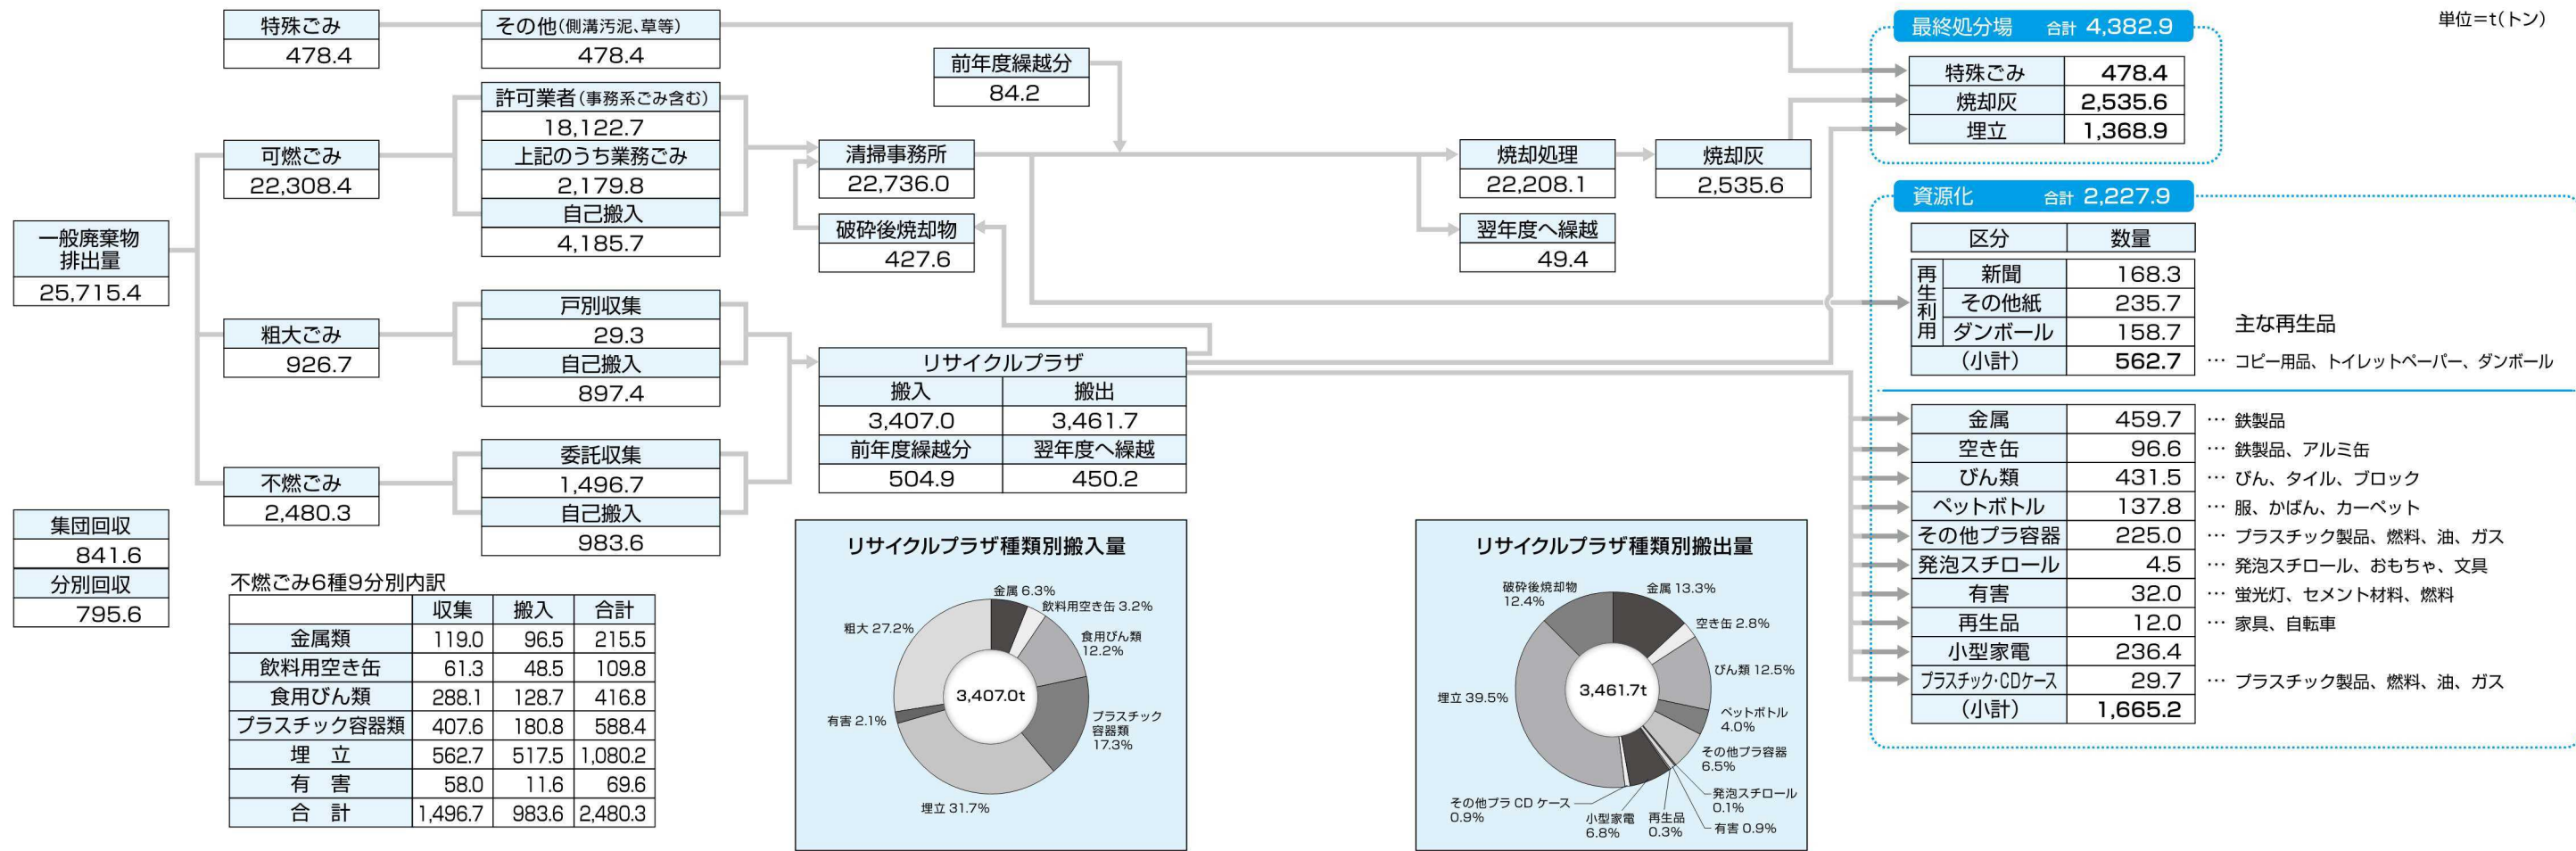 単位=t(トン)
一般廃棄物
排出量
25,715.4
集団回収
841.6
分別回収
795.6
特殊ごみ
478.4
可燃ごみ
22,308.4
粗大ごみ
926.7
不燃ごみ
2,480.3
その他(側溝汚泥、草等)
478.4
許可業者(事務系ごみ含む)
18,122.7
上記のうち業務ごみ
2,179.8
自己搬入
4,185.7
戸別収集
29.3
自己搬入
897.4
委託収集
1,496.7
自己搬入
983.6
前年度繰越分
84.2
清掃事務所
22,736.0
破砕後焼却物
427.6
リサイクルプラザ
搬入 搬出
3,407.0 3,461.7
前年度繰越分 翌年度へ繰越
504.9 450.2
焼却処理
22,208.1
翌年度へ繰越
49.4
焼却灰
2,535.6
最終処分場 合計 4,382.9
特殊ごみ 478.4
焼却灰 2,535.6
埋立 1,368.9
資源化 合計 2,227.9
区分 数量
再生利用
新聞 168.3
その他紙 235.7
ダンボール 158.7
(小計) 562.7 … コピー用品、トイレットペーパー、ダンボール
主な再生品
金属 459.7 … 鉄製品
空き缶 96.6 … 鉄製品、アルミ缶
びん類 431.5 … びん、タイル、ブロック
ペットボトル 137.8 … 服、かばん、カーペット
その他プラ容器 225.0 … プラスチック製品、燃料、油、ガス
発泡スチロール 4.5 … 発泡スチロール、おもちゃ、文具
有害 32.0 … 蛍光灯、セメント材料、燃料
再生品 12.0 … 家具、自転車
小型家電 236.4
プラスチック・CDケース 29.7 … プラスチック製品、燃料、油、ガス
(小計) 1,665.2
不燃ごみ6種9分別内訳
収集 搬入 合計
金属類 119.0 96.5 215.5
飲料用空き缶 61.3 48.5 109.8
食用びん類 288.1 128.7 416.8
プラスチック容器類 407.6 180.8 588.4
埋 立 562.7 517.5 1,080.2
有 害 58.0 11.6 69.6
合 計 1,496.7 983.6 2,480.3
リサイクルプラザ種類別搬入量
金属 6.3%
飲料用空き缶 3.2%
食用びん類
12.2%
プラスチック
容器類
17.3%
埋立 31.7%
有害 2.1%
粗大 27.2%
3,407.0t
リサイクルプラザ種類別搬出量
金属 13.3%
空き缶 2.8%
びん類 12.5%
ペットボトル
4.0%
その他プラ容器
6.5%
発泡スチロール
0.1%
有害 0.9%
再生品
0.3%
小型家電
6.8%
その他プラ CD ケース
0.9%
埋立 39.5%
破砕後焼却物
12.4%
3,461.7t